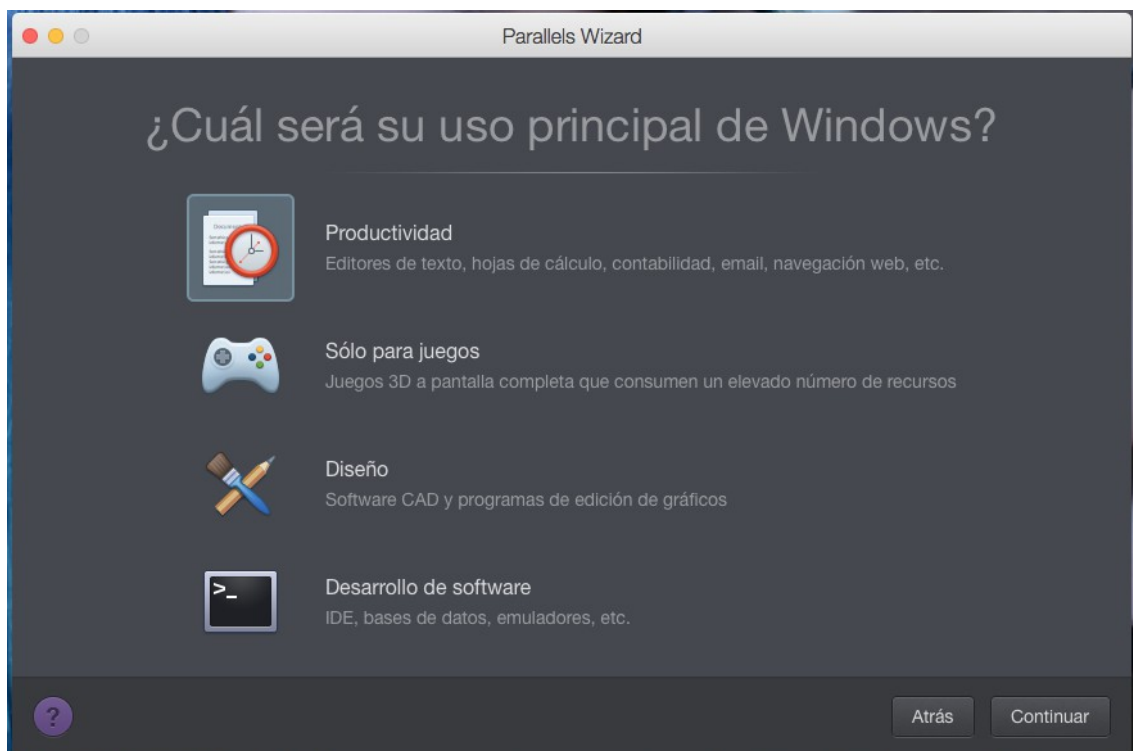 Parallels Wizard
¿Cuál será su uso principal de Windows?
Productividad
Editores de texto, hojas de cálculo, contabilidad, email, navegación web, etc.
Sólo para juegos
Juegos 3D a pantalla completa que consumen un elevado número de recursos
Diseño
Software CAD y programas de edición de gráficos
>_
Desarrollo de software
IDE, bases de datos, emuladores, etc.
?
Atrás
Continuar